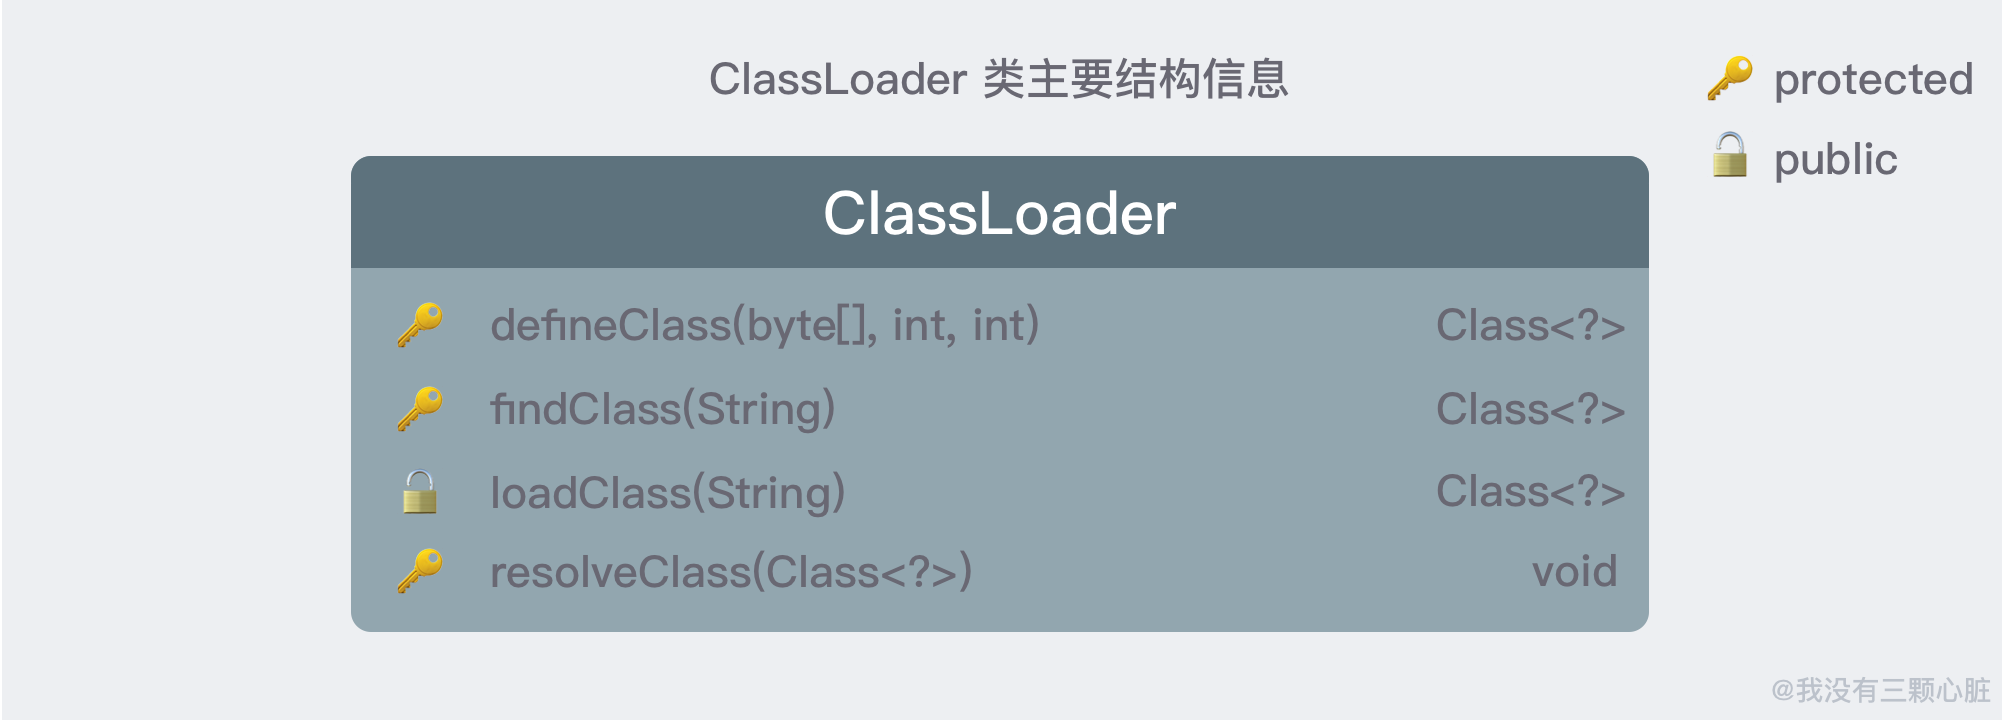 ClassLoader 类主要结构信息
protected
public
ClassLoader
defineClass(byte[], int, int) Class<?>
findClass(String) Class<?>
loadClass(String) Class<?>
resolveClass(Class<?>) void
@我没有三颗心脏